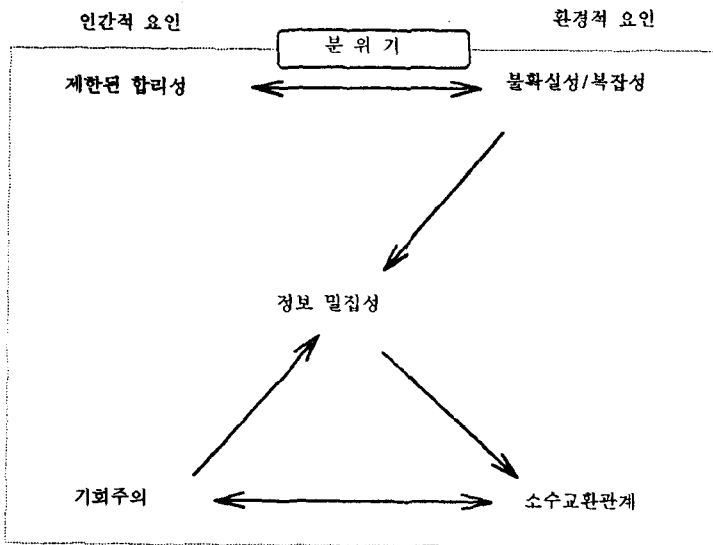 인간적 요인
환경적 요인
분 위 기
제한된 합리성
불확실성/복잡성
정보 밀집성
기회주의
소수교환관계